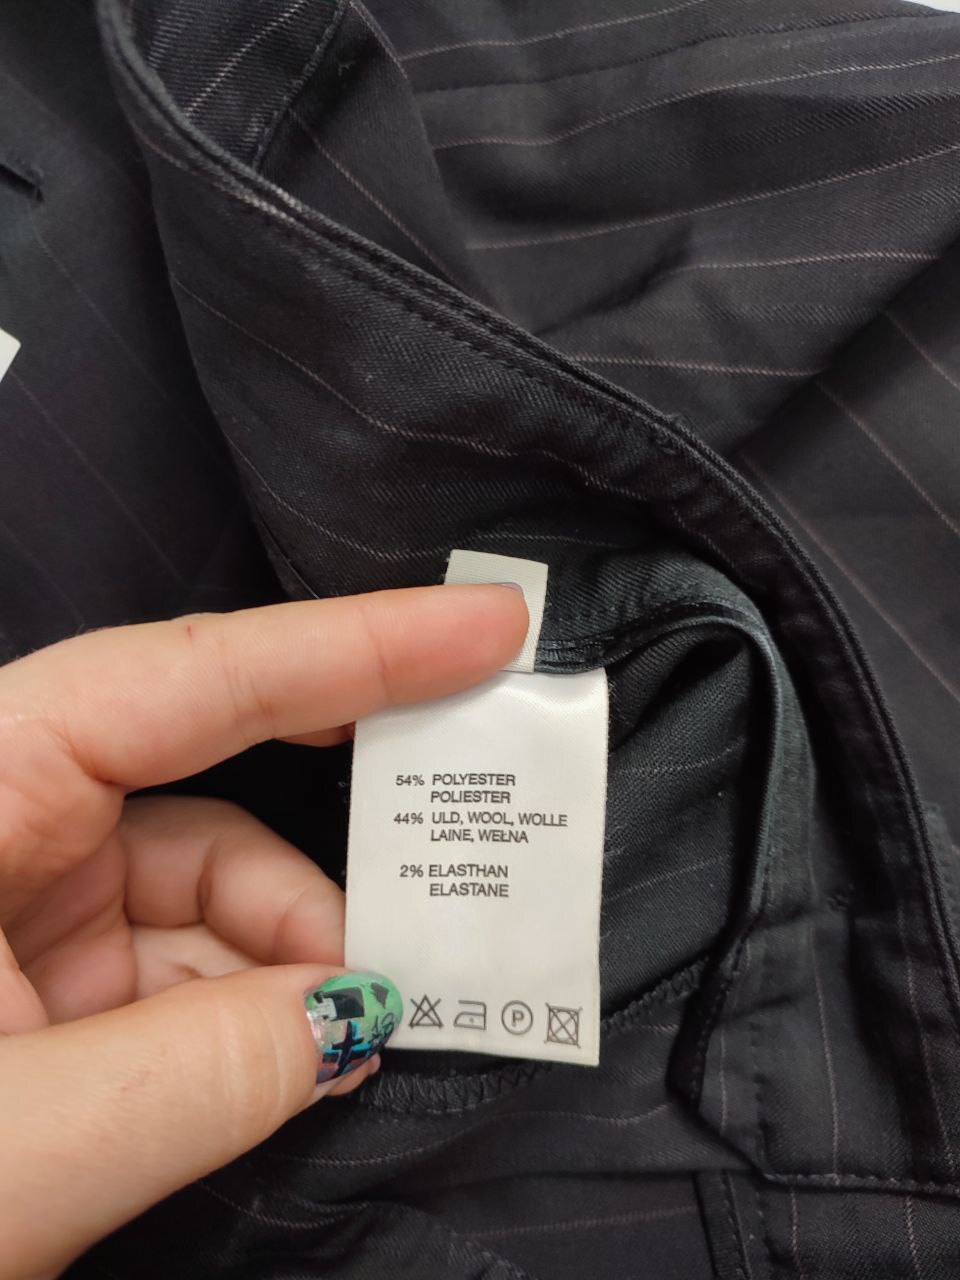 54% POLYESTER
POLIESTER
44% ULD, WOOL, WOLLE
LAINE, WEŁNA
2% ELASTHAN
ELASTANE
P